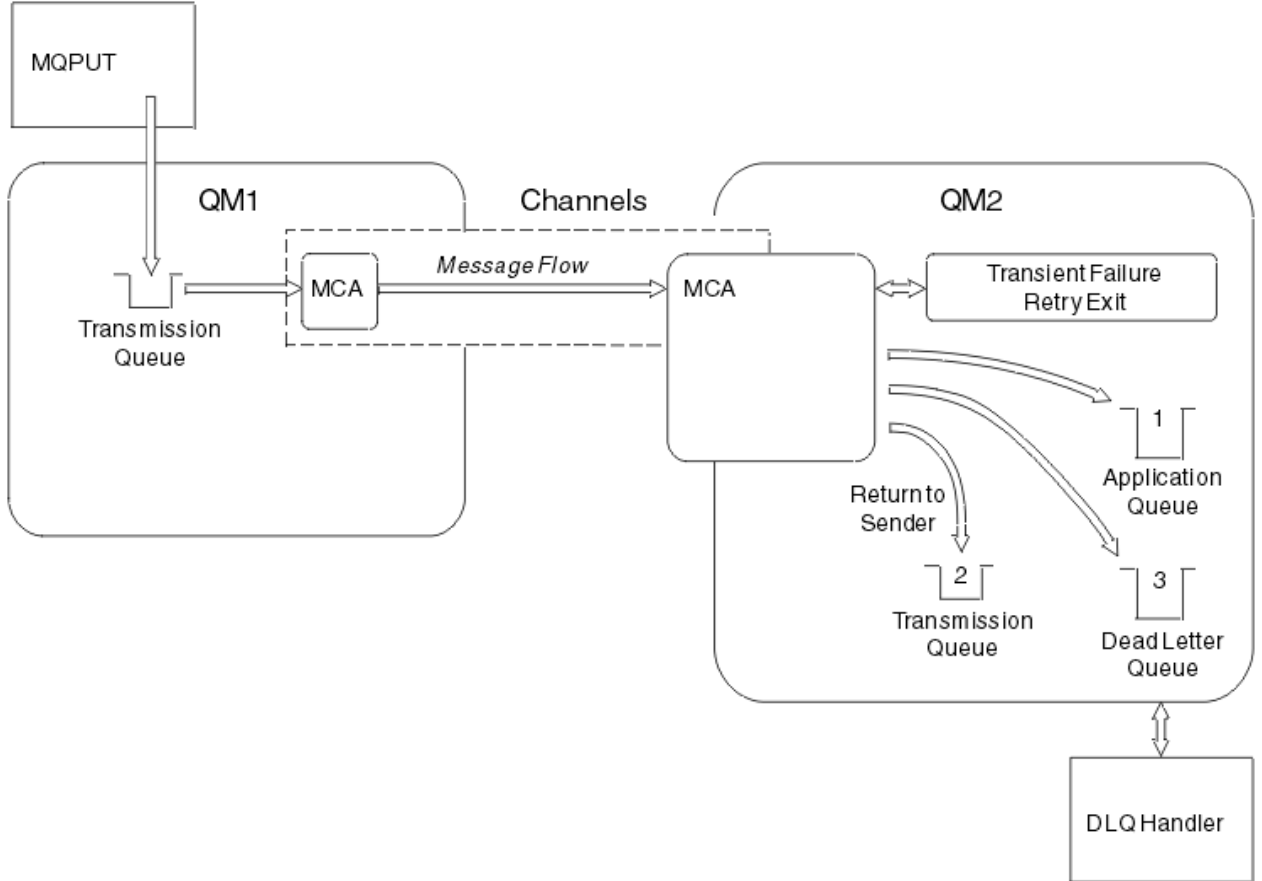 MQPUT
QM1
Channels
QM2
MCA
Message Flow
MCA
Transient Failure
Retry Exit
Transmission
Queue
1
Application
Queue
Return to
Sender
2
Transmission
Queue
3
Dead Letter
Queue
DLQ Handler